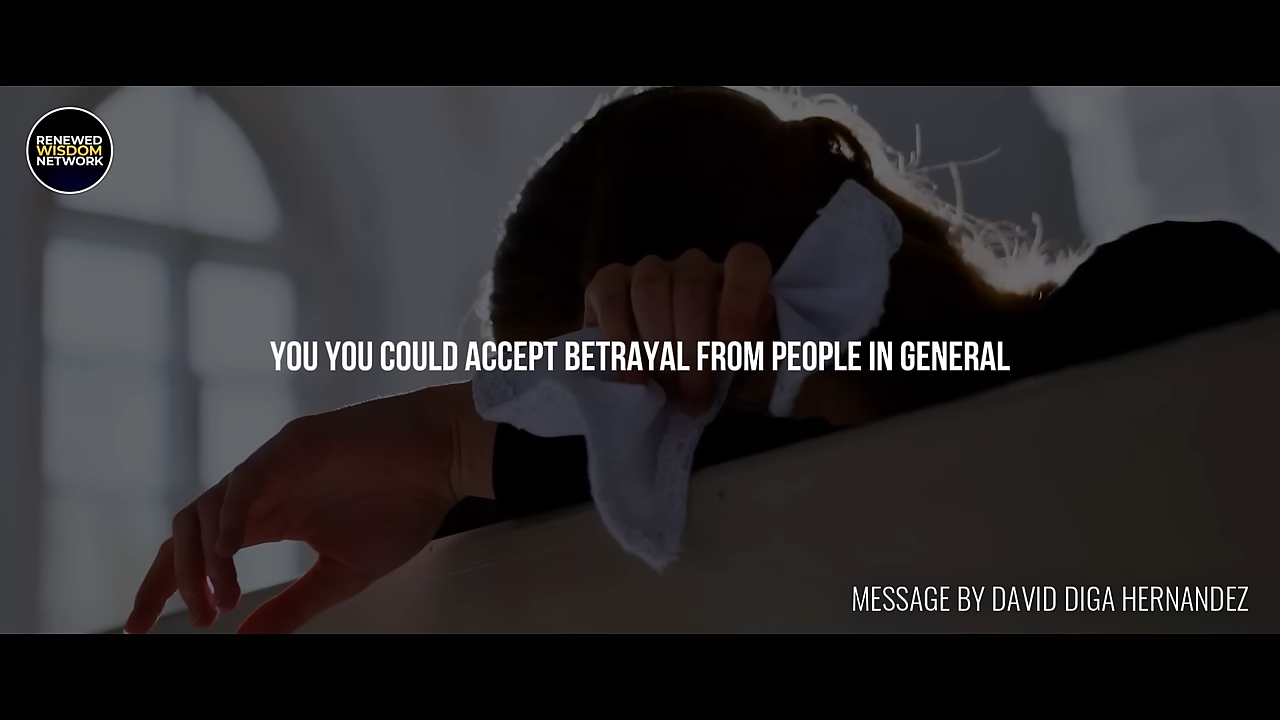 RENEWED
WISDOM
NETWORK
YOU YOU COULD ACCEPT BETRAYAL FROM PEOPLE IN GENERAL
MESSAGE BY DAVID DIGA HERNANDEZ